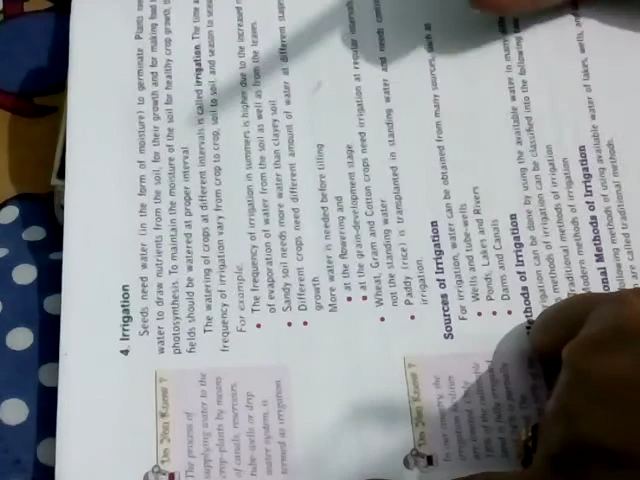 4. Irrigation
Seeds need water (in the form of moisture) to germinate Plants
water to draw nutrients from the soil, for their growth and for making food
photosynthesis. To maintain the moisture of the soil for healthy crop growth,
fields should be watered at proper interval
The watering of crops at different intervals is called irrigation. The time
frequency of irrigation vary from crop to crop, soil to soil, and season to
For example.
• The frequency of irrigation in summers is higher due to the increased
of evaporation of water from the soil as well as from the leaves.
• Sandy soil needs more water than clayey soil
• Different crops need different amount of water at different
growth
More water is needed before tilling
• at the flowering and
• at the grain-development stage
• Wheat, Gram and Cotton crops need irrigation at regular intervals
not the standing water
• Paddy (rice) is transplanted in standing water and needs
irrigation.
Sources of Irrigation
For irrigation, water can be obtained from many sources, such as
• Wells and tube-wells
• Ponds, Lakes and Rivers
• Dams and Canals
Methods of Irrigation
Irrigation can be done by using the available water in many
methods of irrigation can be classified into the following
Traditional methods of irrigation
Modern methods of irrigation
onal Methods of Irrigation
following methods of using available water of lakes, wells,
are called traditional methods.
Do You Know ?
The process of
supplying water to the
crop-plants by means
of canals, reservoirs,
tube-wells or drip
water system, is
termed as irrigation.
Do You Know ?
In our country, the
irrigation